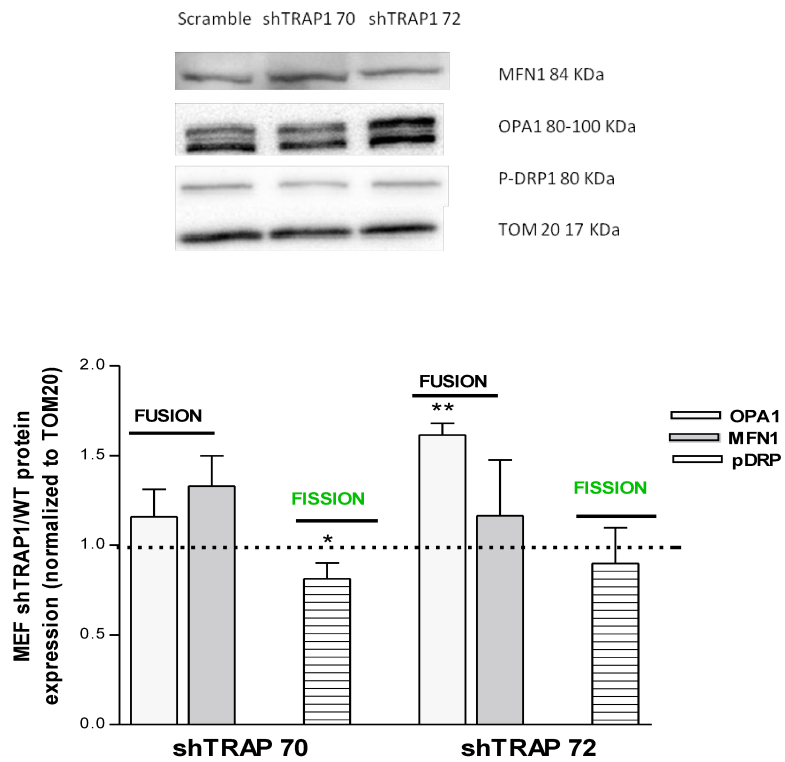 Scramble shTRAP1 70 shTRAP1 72
MFN1 84 KDa
OPA1 80-100 KDa
P-DRP1 80 KDa
TOM 20 17 KDa
MEF shTRAP1/WT protein
expression (normalized to TOM20)
2.0
1.5
1.0
0.5
0.0
FUSION
FISSION
*
FUSION
**
FISSION
OPA1
MFN1
pDRP
shTRAP 70
shTRAP 72